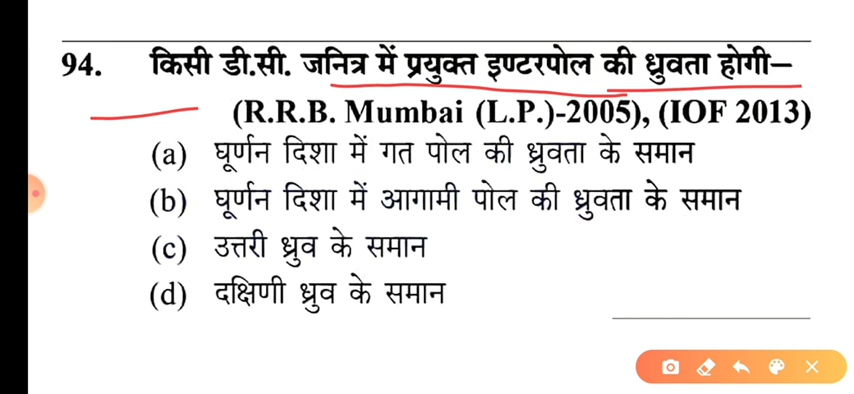 94. किसी डी.सी. जनित्र में प्रयुक्त इण्टरपोल की ध्रुवता होगी–
(R.R.B. Mumbai (L.P.)-2005), (IOF 2013)
(a) घूर्णन दिशा में गत पोल की ध्रुवता के समान
(b) घूर्णन दिशा में आगामी पोल की ध्रुवता के समान
(c) उत्तरी ध्रुव के समान
(d) दक्षिणी ध्रुव के समान